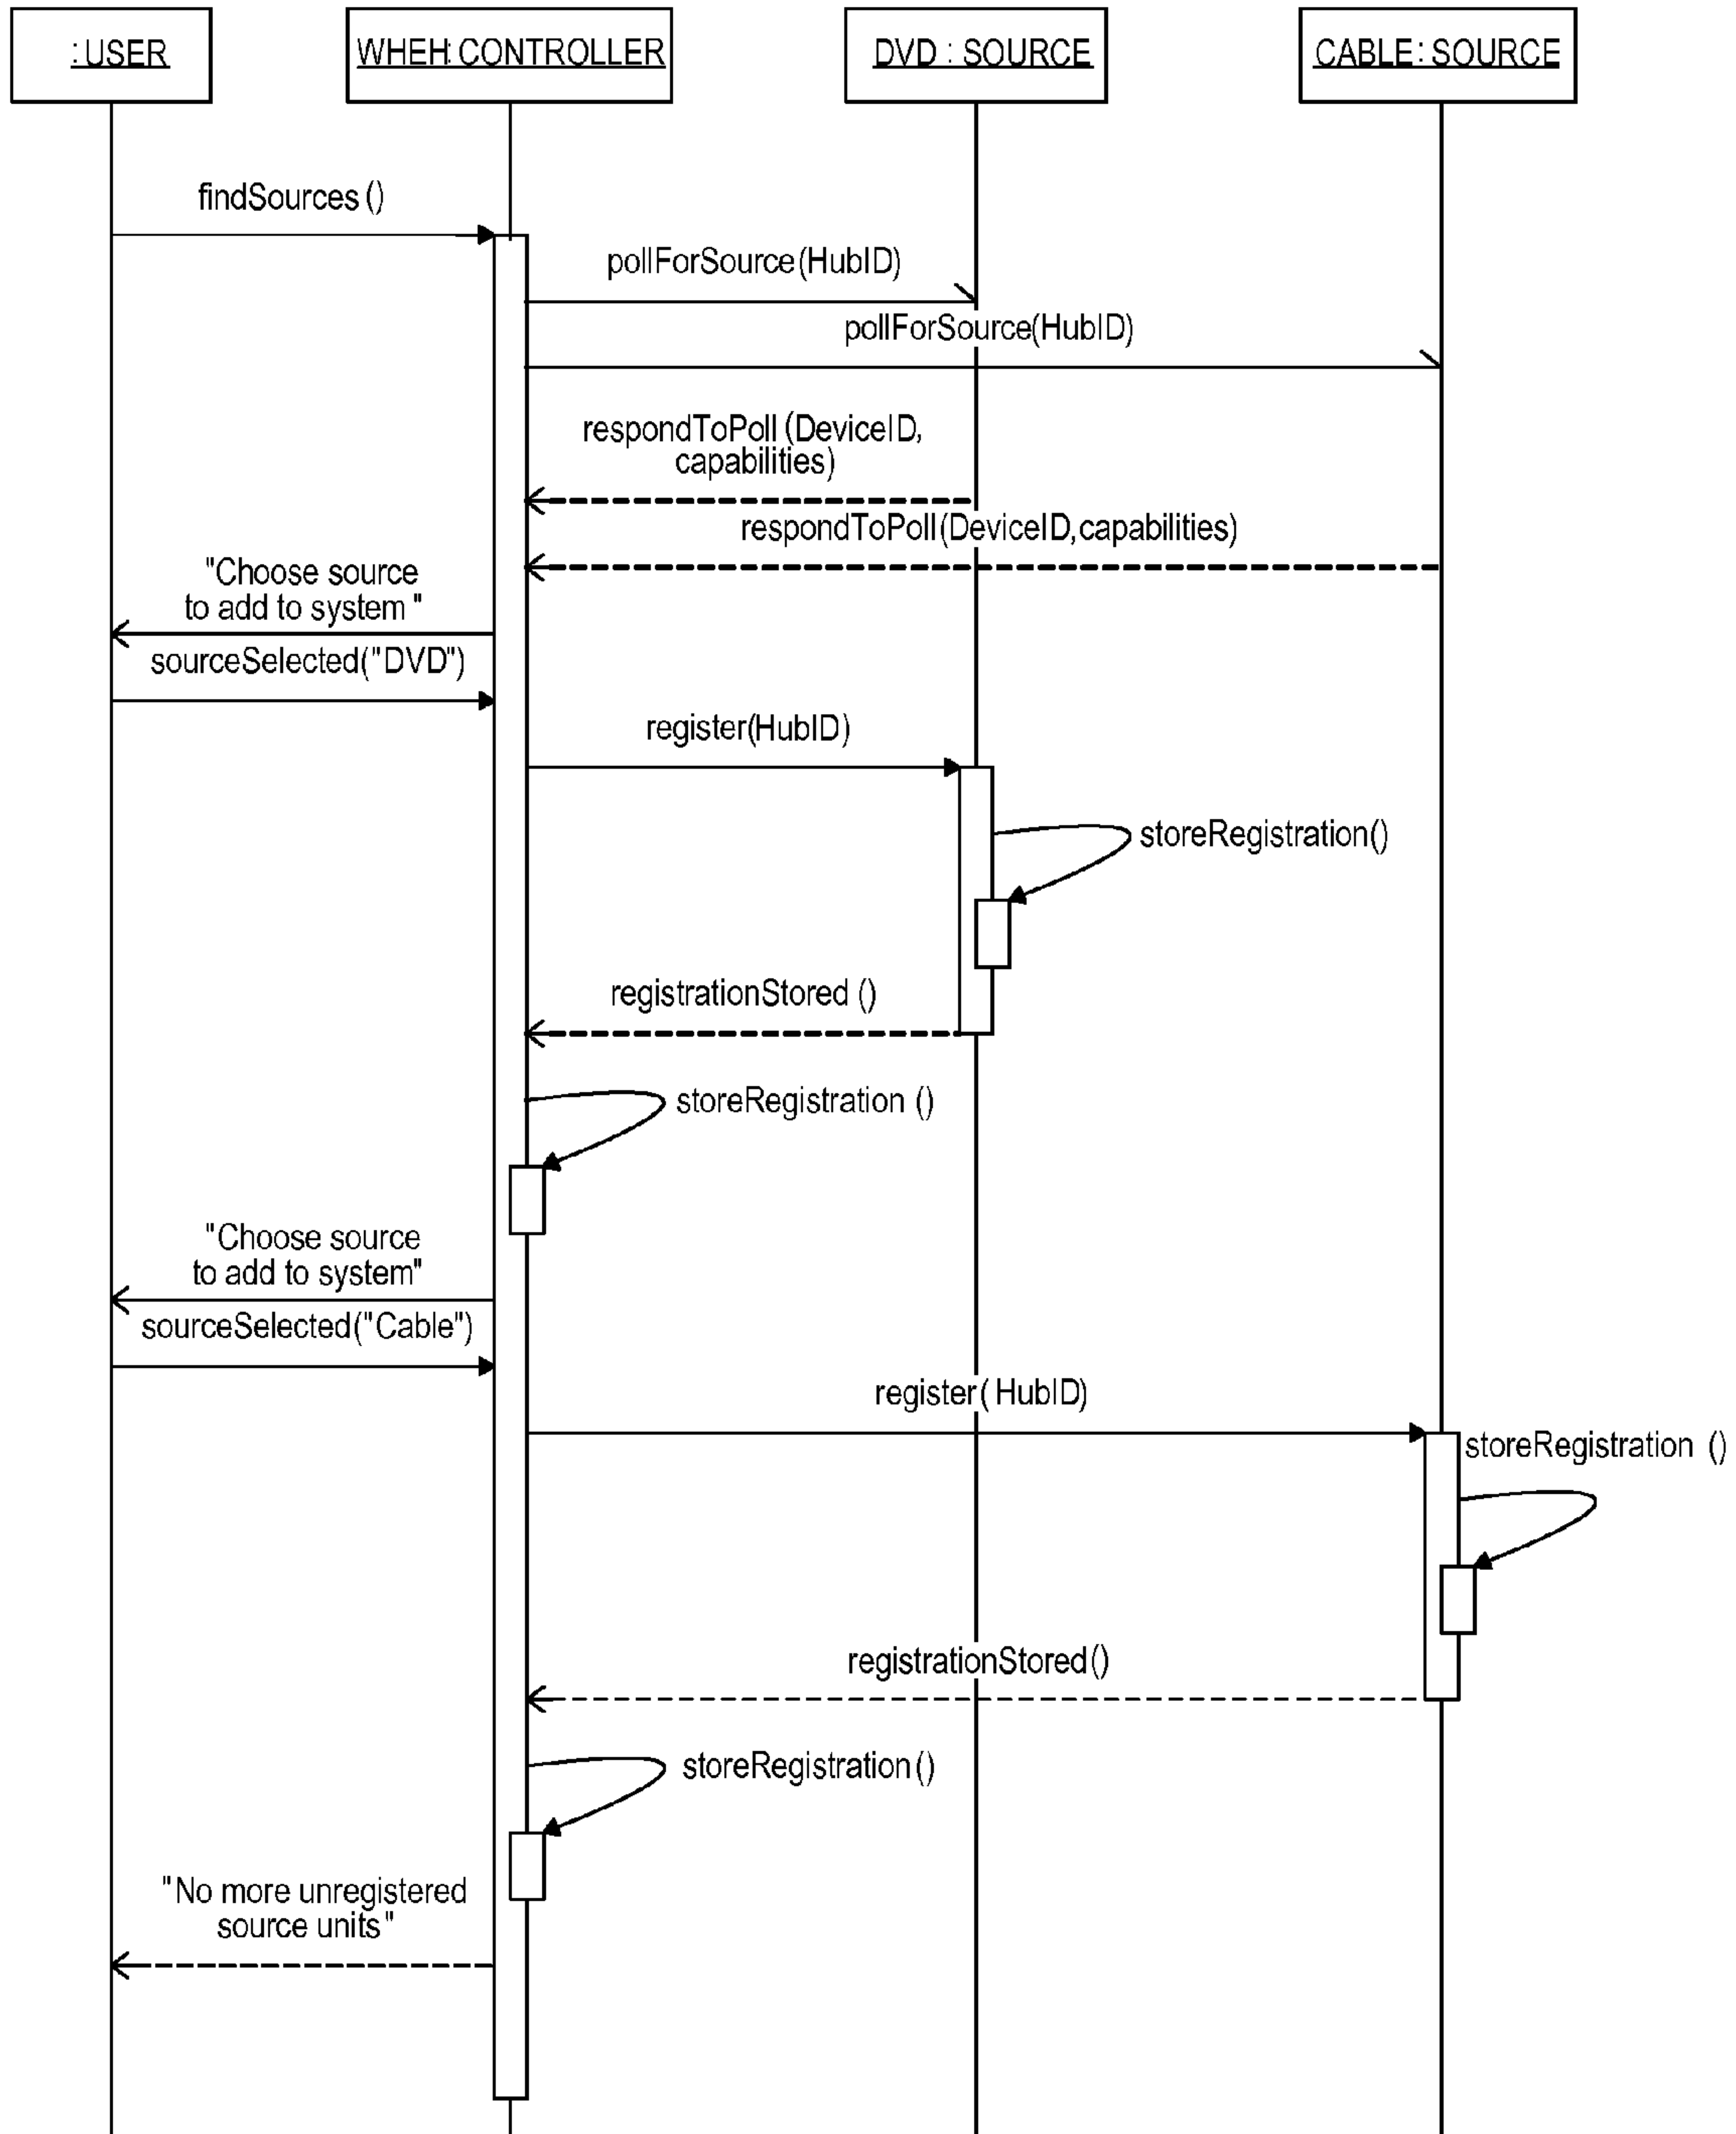 :USER
WHEH:CONTROLLER
DVD : SOURCE
CABLE:SOURCE
findSources ()
pollForSource (HubID)
pollForSource(HubID)
respondToPoll (DeviceID,
capabilities)
respondToPoll(DeviceID,capabilities)
"Choose source
to add to system "
sourceSelected("DVD")
register(HubID)
storeRegistration()
registrationStored ()
storeRegistration ()
"Choose source
to add to system"
sourceSelected("Cable")
register( HubID)
storeRegistration ()
registrationStored()
storeRegistration()
"No more unregistered
source units"